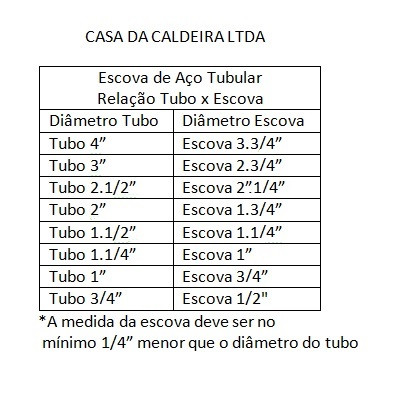 CASA DA CALDEIRA LTDA
Escova de Aço Tubular
Relação Tubo x Escova
Diâmetro Tubo Diâmetro Escova
Tubo 4” Escova 3.3/4”
Tubo 3” Escova 2.3/4”
Tubo 2.1/2” Escova 2”.1/4”
Tubo 2” Escova 1.3/4”
Tubo 1.1/2” Escova 1.1/4”
Tubo 1.1/4” Escova 1”
Tubo 1” Escova 3/4”
Tubo 3/4” Escova 1/2"
*A medida da escova deve ser no
mínimo 1/4” menor que o diâmetro do tubo